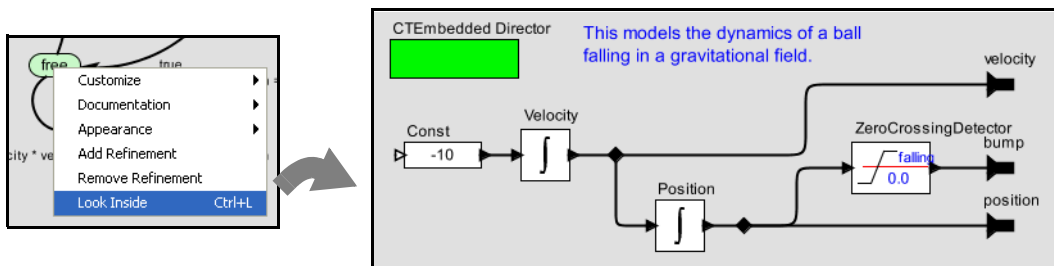 free
true
=
city * ve
Customize
Documentation
Appearance
Add Refinement
Remove Refinement
Look Inside Ctrl+L
CTEmbedded Director
This models the dynamics of a ball
falling in a gravitational field.
velocity
Const
-10
Velocity
∫
ZeroCrossingDetector
falling
0.0
bump
Position
∫
position